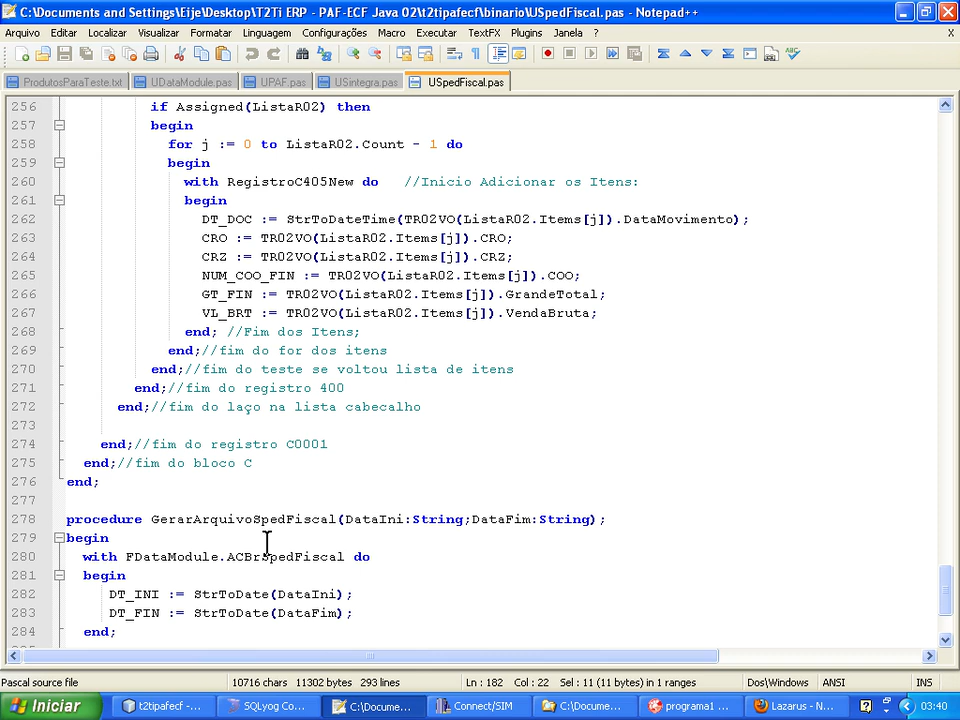 C:\Documents and Settings\Eije\Desktop\T2Ti ERP - PAF-ECF Java 02\t2tipafecf\binario\USpedFiscal.pas - Notepad++
Arquivo Editar Localizar Visualizar Formatar Linguagem Configurações Macro Executar TextFX Plugins Janela ? X
ProdutosParaTeste.txt UDataModule.pas UPAF.pas USintegra.pas USpedFiscal.pas
256 if Assigned(ListaR02) then
257 begin
258 for j := 0 to ListaR02.Count - 1 do
259 begin
260 with RegistroC405New do //Inicio Adicionar os Itens:
261 begin
262 DT_DOC := StrToDateTime(TR02VO(ListaR02.Items[j]).DataMovimento);
263 CRO := TR02VO(ListaR02.Items[j]).CRO;
264 CRZ := TR02VO(ListaR02.Items[j]).CRZ;
265 NUM_COO_FIN := TR02VO(ListaR02.Items[j]).COO;
266 GT_FIN := TR02VO(ListaR02.Items[j]).GrandeTotal;
267 VL_BRT := TR02VO(ListaR02.Items[j]).VendaBruta;
268 end; //Fim dos Itens;
269 end;//fim do for dos itens
270 end;//fim do teste se voltou lista de itens
271 end;//fim do registro 400
272 end;//fim do laço na lista cabecalho
273
274 end;//fim do registro C0001
275 end;//fim do bloco C
276 end;
277
278 procedure GerarArquivoSpedFiscal(DataIni:String;DataFim:String);
279 begin
280 with FDataModule.ACBrSpedFiscal do
281 begin
282 DT_INI := StrToDate(DataIni);
283 DT_FIN := StrToDate(DataFim);
284 end;
Pascal source file 10716 chars 11302 bytes 293 lines Ln : 182 Col : 22 Sel : 11 (11 bytes) in 1 ranges Dos\Windows ANSI INS
Iniciar t2tipafecf -... SQLyog Co... C:\Docume... Connect/SIM C:\Docume... programa1 ... Lazarus - N... 03:40